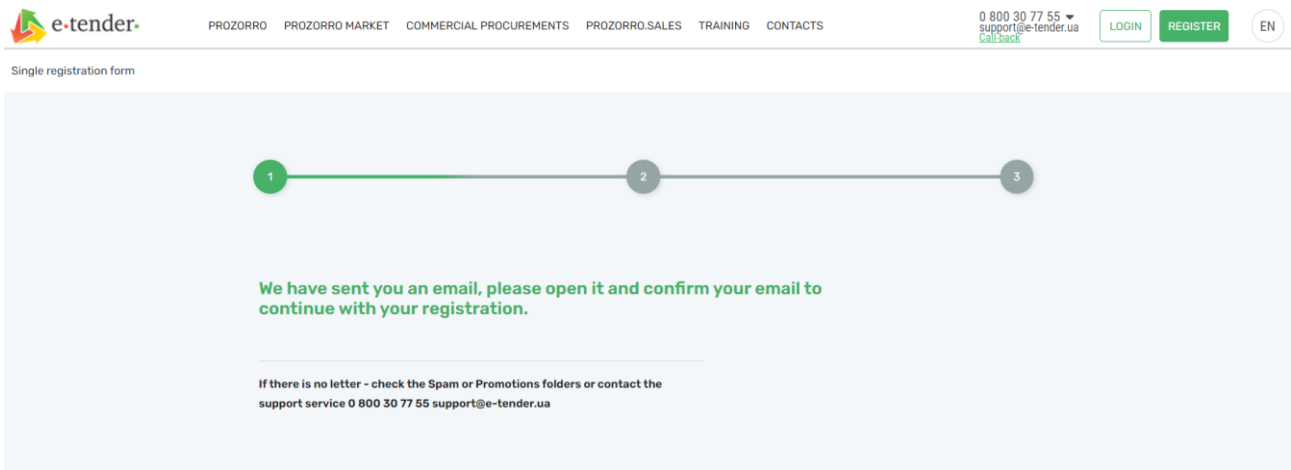 e-tender
PROZORRO PROZORRO MARKET COMMERCIAL PROCUREMENTS PROZORRO.SALES TRAINING CONTACTS
0 800 30 77 55
support@e-tender.ua
Call-back
LOGIN
REGISTER
EN
Single registration form
1
2
3
We have sent you an email, please open it and confirm your email to
continue with your registration.
If there is no letter - check the Spam or Promotions folders or contact the
support service 0 800 30 77 55 support@e-tender.ua